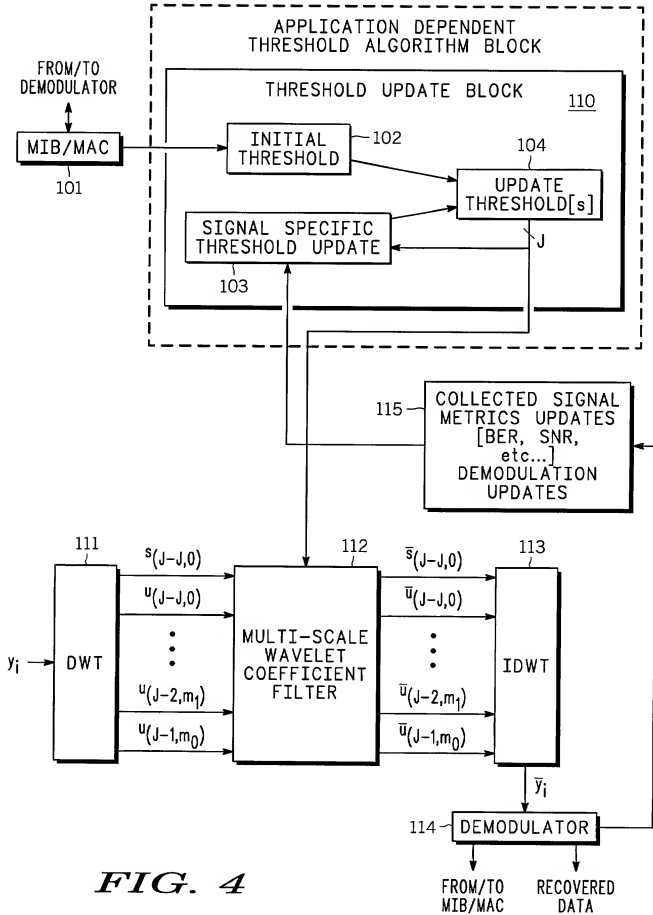 APPLICATION DEPENDENT
THRESHOLD ALGORITHM BLOCK
FROM/TO
DEMODULATOR
MIB/MAC
101
THRESHOLD UPDATE BLOCK
110
INITIAL
THRESHOLD
102
104
UPDATE
THRESHOLD[s]
J
SIGNAL SPECIFIC
THRESHOLD UPDATE
103
115
COLLECTED SIGNAL
METRICS UPDATES
[BER, SNR,
etc...]
DEMODULATION
UPDATES
111
DWT
yi
s(J-J,0)
u(J-J,0)
u(J-2,m1)
u(J-1,m0)
112
MULTI-SCALE
WAVELET
COEFFICIENT
FILTER
s̅(J-J,0)
u̅(J-J,0)
u̅(J-2,m1)
u̅(J-1,m0)
113
IDWT
y̅i
114
DEMODULATOR
FROM/TO
MIB/MAC
RECOVERED
DATA
FIG. 4